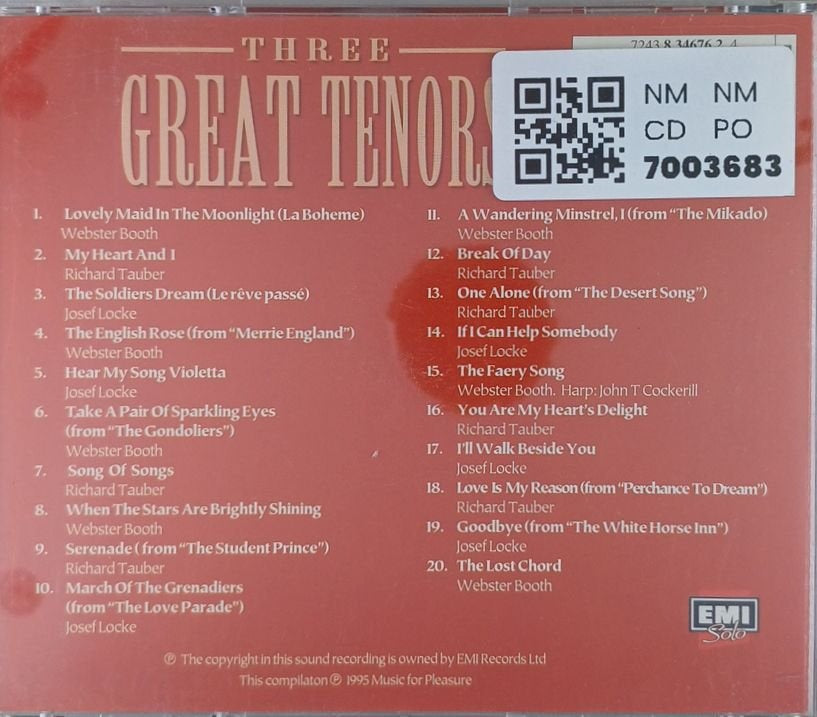 THREE
GREAT TENORS
7243 8 34676 2 4
NM NM
CD PO
7003683
1. Lovely Maid In The Moonlight (La Boheme)
Webster Booth
2. My Heart And I
Richard Tauber
3. The Soldiers Dream (Le rêve passé)
Josef Locke
4. The English Rose (from "Merrie England")
Webster Booth
5. Hear My Song Violetta
Josef Locke
6. Take A Pair Of Sparkling Eyes
(from "The Gondoliers")
Webster Booth
7. Song Of Songs
Richard Tauber
8. When The Stars Are Brightly Shining
Webster Booth
9. Serenade ( from "The Student Prince")
Richard Tauber
10. March Of The Grenadiers
(from "The Love Parade")
Josef Locke
11. A Wandering Minstrel, I (from "The Mikado)
Webster Booth
12. Break Of Day
Richard Tauber
13. One Alone (from "The Desert Song")
Richard Tauber
14. If I Can Help Somebody
Josef Locke
15. The Faery Song
Webster Booth. Harp: John T Cockerill
16. You Are My Heart's Delight
Richard Tauber
17. I'll Walk Beside You
Josef Locke
18. Love Is My Reason (from "Perchance To Dream")
Richard Tauber
19. Goodbye (from "The White Horse Inn")
Josef Locke
20. The Lost Chord
Webster Booth
EMI
Solo
℗ The copyright in this sound recording is owned by EMI Records Ltd
This compilaton ℗ 1995 Music for Pleasure